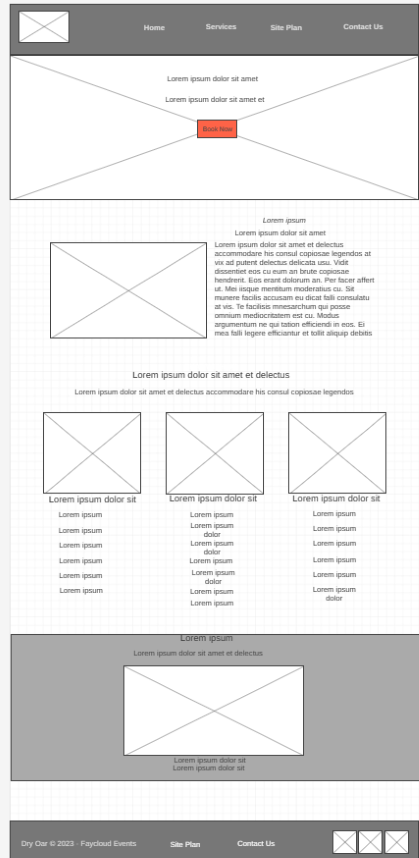 Home Services Site Plan Contact Us
Lorem ipsum dolor sit amet
Lorem ipsum dolor sit amet et
Book Now
Lorem ipsum
Lorem ipsum dolor sit amet
Lorem ipsum dolor sit amet et delectus
accommodare his consul copiosae legendos at
vix ad putent delectus delicata usu. Vidit
dissentiet eos cu eum an brute copiosae
hendrerit. Eos erant dolorum an. Per facer affert
ut. Mei iisque mentitum moderatius cu. Sit
munere facilis accusam eu dicat falli consulatu
at vis. Te facilisis mnesarchum qui posse
omnium mediocritatem est cu. Modus
argumentum ne qui tation efficiendi in eos. Ei
mea falli legere efficiantur et tollit aliquip debitis
Lorem ipsum dolor sit amet et delectus
Lorem ipsum dolor sit amet et delectus accommodare his consul copiosae legendos
Lorem ipsum dolor sit
Lorem ipsum
Lorem ipsum
Lorem ipsum
Lorem ipsum
Lorem ipsum
Lorem ipsum
Lorem ipsum dolor sit
Lorem ipsum
Lorem ipsum
dolor
Lorem ipsum
dolor
Lorem ipsum
Lorem ipsum
dolor
Lorem ipsum
Lorem ipsum
Lorem ipsum dolor sit
Lorem ipsum
Lorem ipsum
Lorem ipsum
Lorem ipsum
Lorem ipsum
Lorem ipsum
dolor
Lorem ipsum
Lorem ipsum dolor sit amet et delectus
Lorem ipsum dolor sit
Lorem ipsum dolor sit
Dry Oar © 2023 · Faycloud Events Site Plan Contact Us